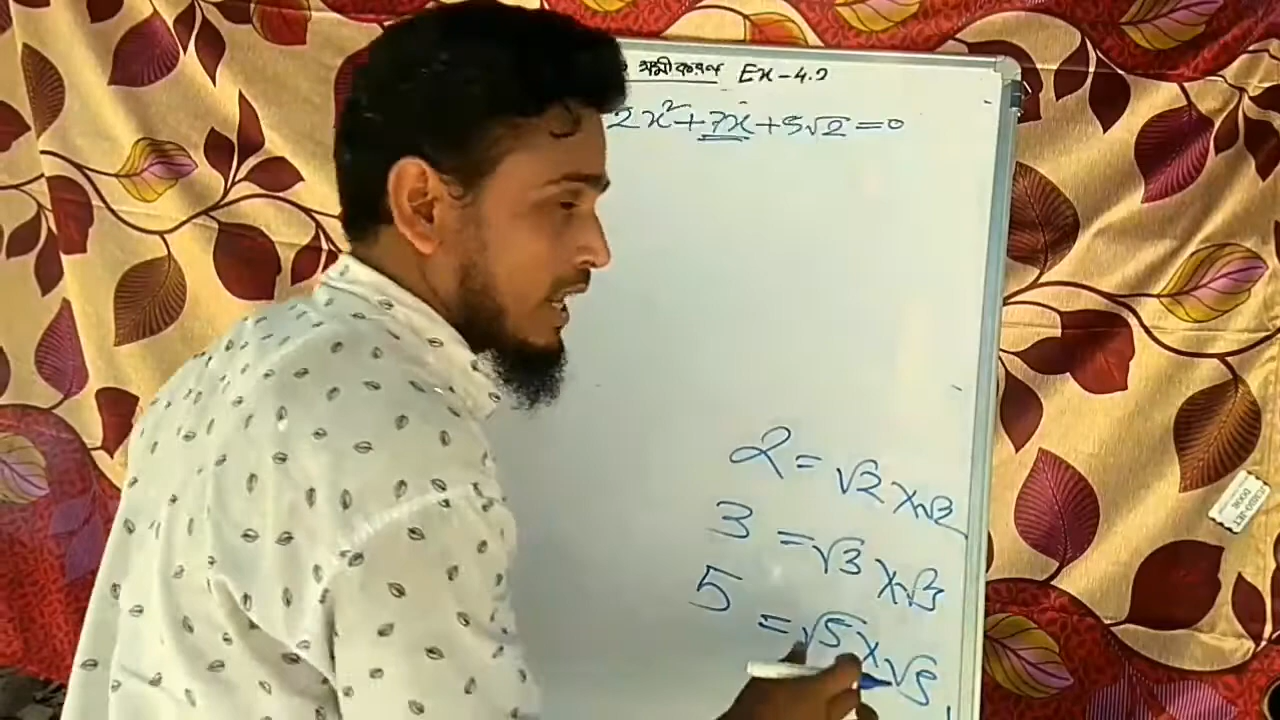 সমীকরণ Ex - 4.2
2x² + 7x + 5√2 = 0
2 = √2 x √2
3 = √3 x √3
5 = √5 x √5